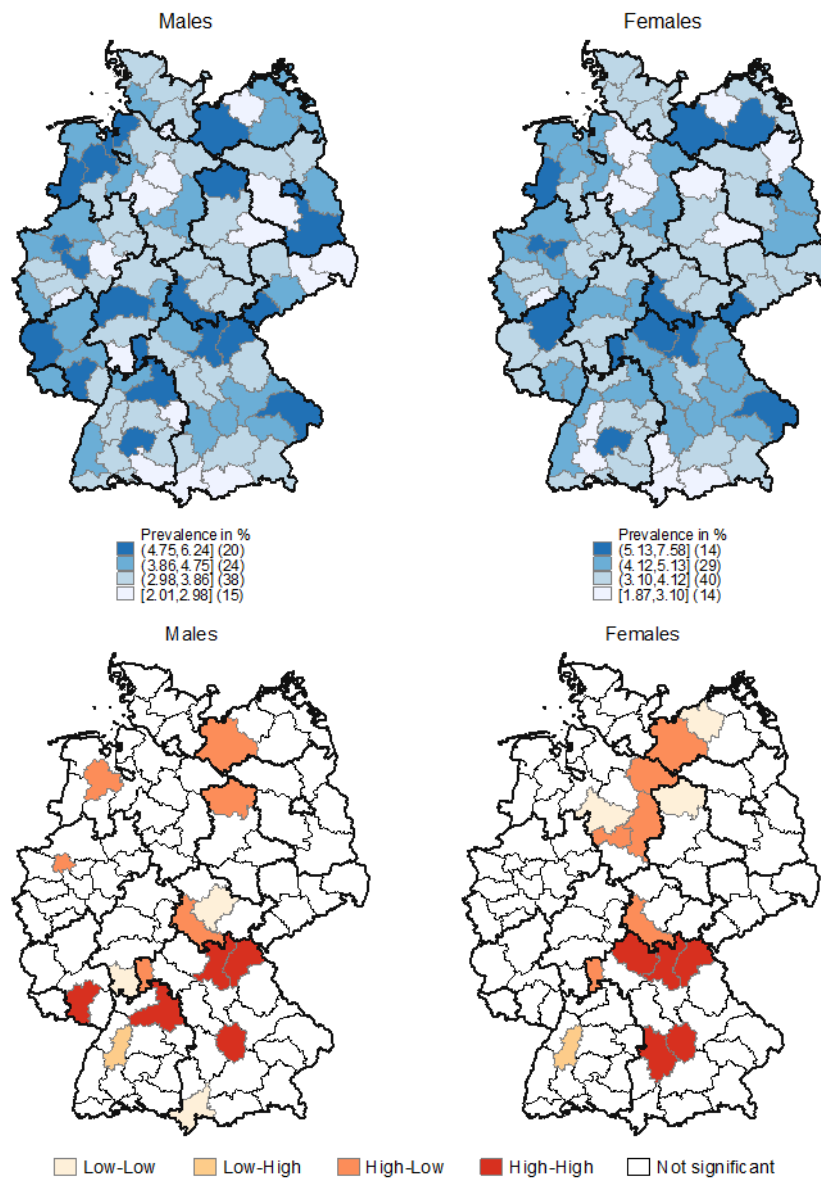 Males
Females
Prevalence in %
(4.75,6.24] (20)
(3.86,4.75] (24)
(2.98,3.86] (38)
[2.01,2.98] (15)
Prevalence in %
(5.13,7.58] (14)
(4.12,5.13] (29)
(3.10,4.12] (40)
[1.87,3.10] (14)
Males
Females
Low-Low
Low-High
High-Low
High-High
Not significant